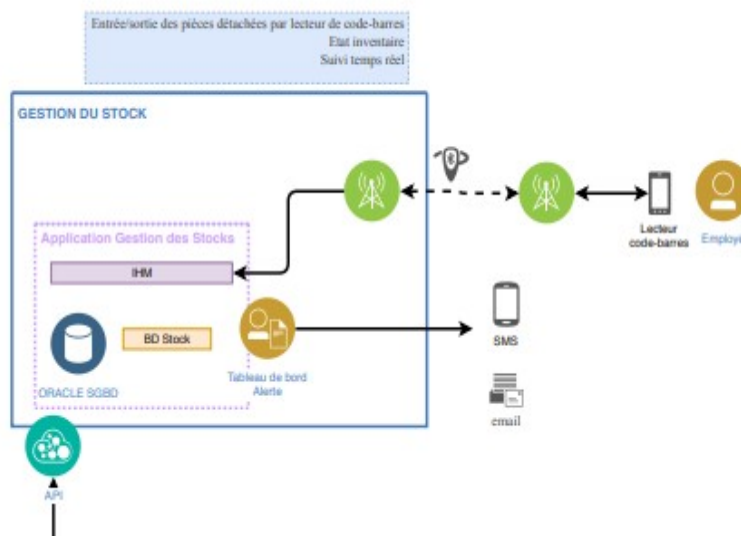 Entrée/sortie des pièces détachées par lecteur de code-barres
Etat inventaire
Suivi temps réel
GESTION DU STOCK
Application Gestion des Stocks
IHM
BD Stock
ORACLE SGBD
Tableau de bord
Alerte
Lecteur
code-barres
Employé
SMS
email
API